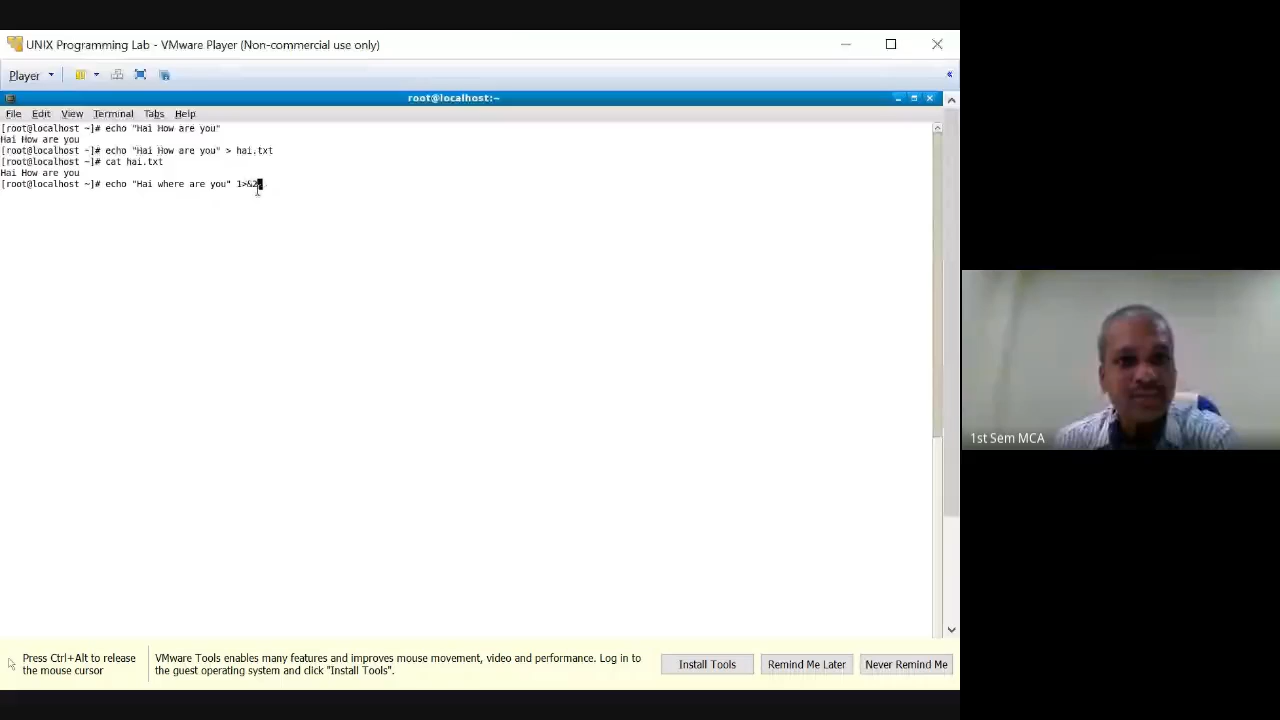 UNIX Programming Lab - VMware Player (Non-commercial use only)
Player
«
root@localhost:~
File Edit View Terminal Tabs Help
[root@localhost ~]# echo "Hai How are you"
Hai How are you
[root@localhost ~]# echo "Hai How are you" > hai.txt
[root@localhost ~]# cat hai.txt
Hai How are you
[root@localhost ~]# echo "Hai where are you" 1>&2
1st Sem MCA
Press Ctrl+Alt to release
the mouse cursor
VMware Tools enables many features and improves mouse movement, video and performance. Log in to
the guest operating system and click "Install Tools".
Install Tools
Remind Me Later
Never Remind Me